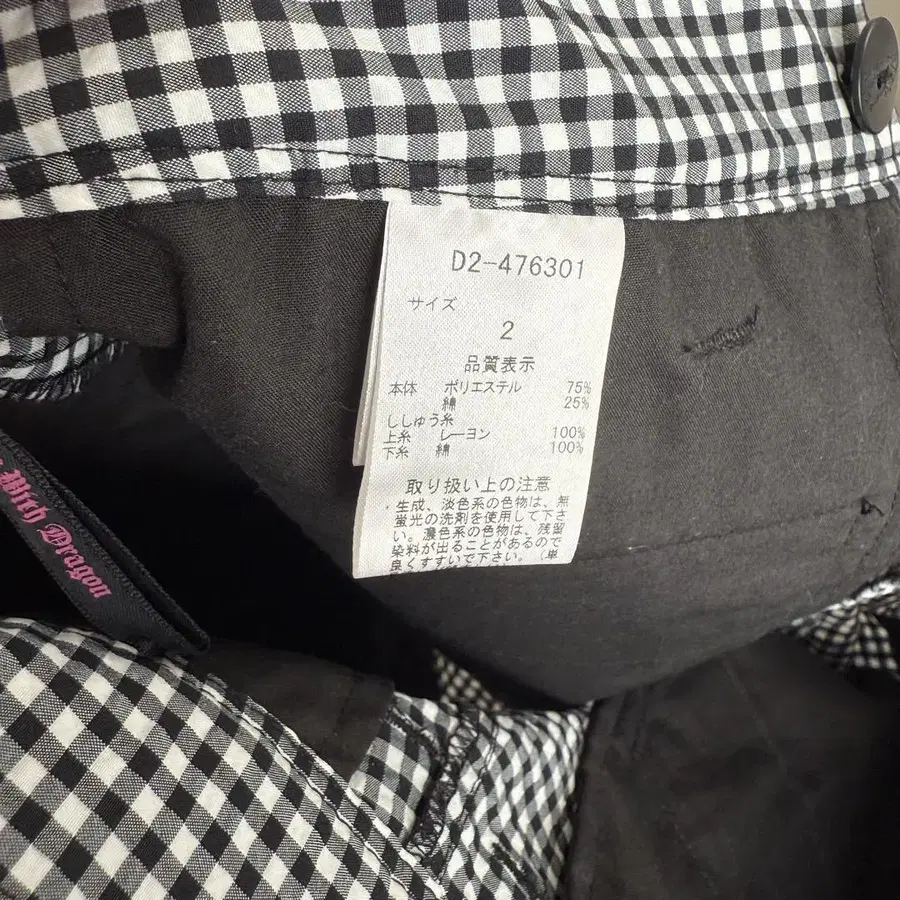 D2-476301
サイズ
2
品質表示
本体 ポリエステル 75%
綿 25%
ししゅう糸
上糸 レーヨン 100%
下糸 綿 100%
取り扱い上の注意
・生成、淡色系の色物は、無
蛍光の洗剤を使用して下さ
い。濃色系の色物は、残留
染料が出ることがあるので
良くすすいで下さい。(単
With Dragon